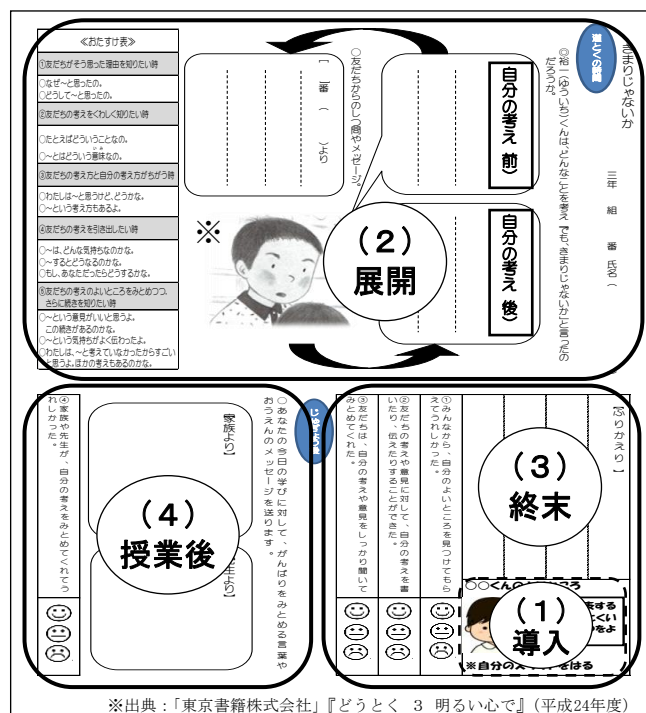 きまりじゃないか
三年 組 番 氏名(
道とくの時間
◎裕一(ゆういち)くんは、どんなことを考え「でも、きまりじゃないか」と言ったの
だろうか。
自分の考え 前)
自分の考え 後)
(2)
展開
○友だちからのしつ問やメッセージ。
[ 番( )より
※
≪おたすけ表≫
①友だちがそう思った理由を知りたい時
○なぜ~と思ったの。
○どうして~と思ったの。
②友だちの考えをくわしく知りたい時
○たとえばどういうことなの。
○~とはどういう意味なの。
③友だちの考え方と自分の考え方がちがう時
○わたしは~と思うけど、どうかな。
○~という考え方もあるよ。
④友だちの考えを引き出したい時
○~は、どんな気持ちなのかな。
○~するとどうなるのかな。
○もし、あなただったらどうするかな。
⑤友だちの考えのよいところをみとめつつ、
さらに続きを知りたい時
○~という意見がいいと思うよ。
この続きがあるのかな。
○~という気持ちがよく伝わったよ。
○わたしは、~と考えていなかったからすごい
と思うよ。ほかの考えもあるのかな。
ふりかえり】
(3)
終末
○○くんの
ころ
表する
にくい
をよ
(1)
導入
※自分の
をはる
①みんなから、自分のよいところを見つけてもら
えてうれしかった。
②友だちの考えや意見に対して、自分の考えを書
いたり、伝えたりすることができた。
③友だちは、自分の考えや意見をしっかり聞いて
みとめてくれた。
○あなたの今日の学びに対して、がんばりをみとめる言葉や
おうえんのメッセージを送ります。
家族より】
生より】
(4)
授業後
④家族や先生が、自分の考えをみとめてくれてう
れしかった。
※出典:「東京書籍株式会社」『どうとく 3 明るい心で』(平成24年度)